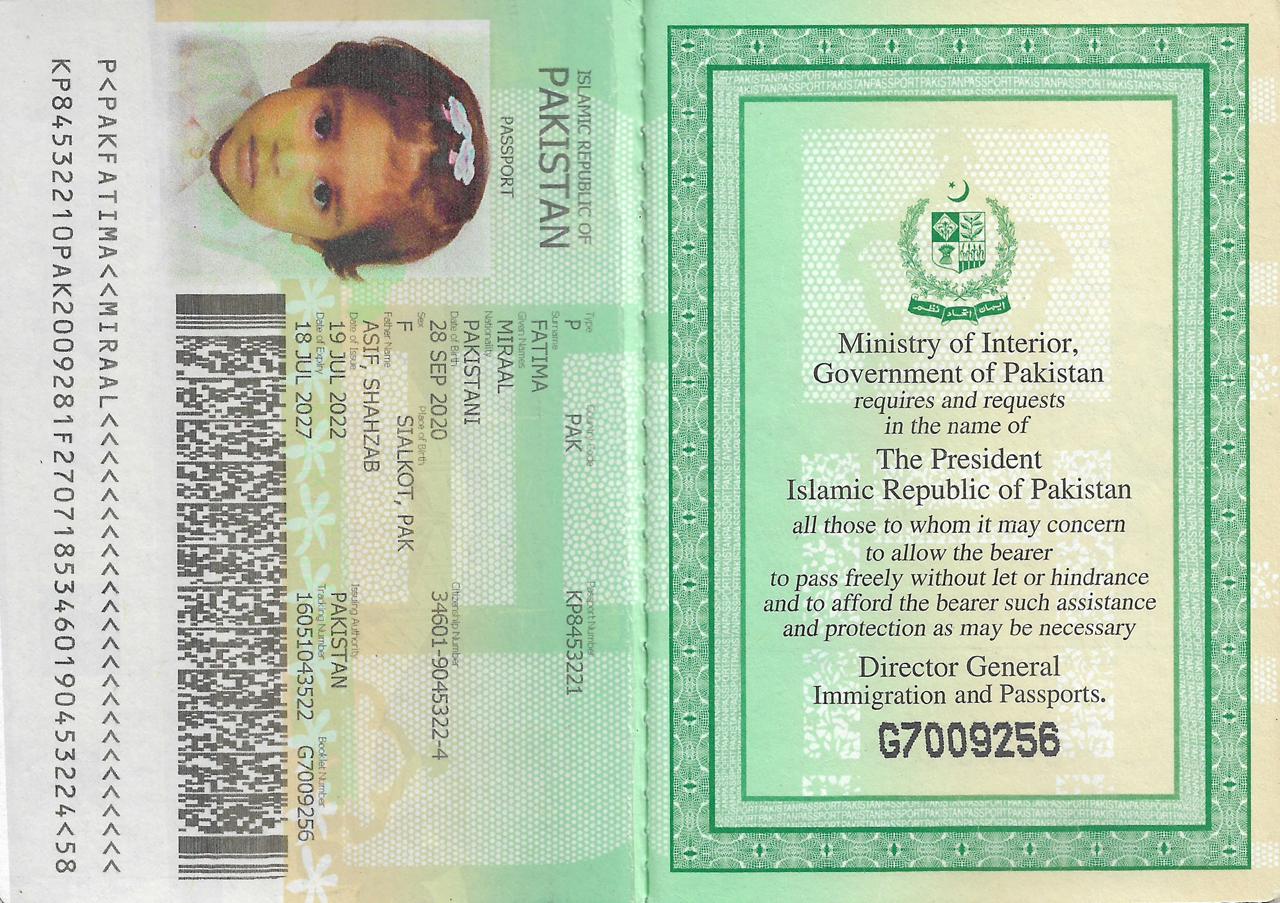 ISLAMIC REPUBLIC OF
PAKISTAN
PASSPORT
Type Country Code Passport Number
P PAK KP8453221
Surname
FATIMA
Given Names
MIRAAL
Nationality
PAKISTANI
Date of Birth Citizenship Number
28 SEP 2020 34601-9045322-4
Sex Place of Birth
F SIALKOT, PAK
Father Name
ASIF, SHAHZAB
Date of Issue Issuing Authority
19 JUL 2022 PAKISTAN
Date of Expiry Tracking Number Booklet Number
18 JUL 2027 16051043522 G7009256
P<PAKFATIMA<<MIRAAL<<<<<<<<<<<<<<<<<<<<<<<<<
KP84532210PAK2009281F27071853460190453224<58
ایمان اتحاد نظم
Ministry of Interior,
Government of Pakistan
requires and requests
in the name of
The President
Islamic Republic of Pakistan
all those to whom it may concern
to allow the bearer
to pass freely without let or hindrance
and to afford the bearer such assistance
and protection as may be necessary
Director General
Immigration and Passports.
G7009256